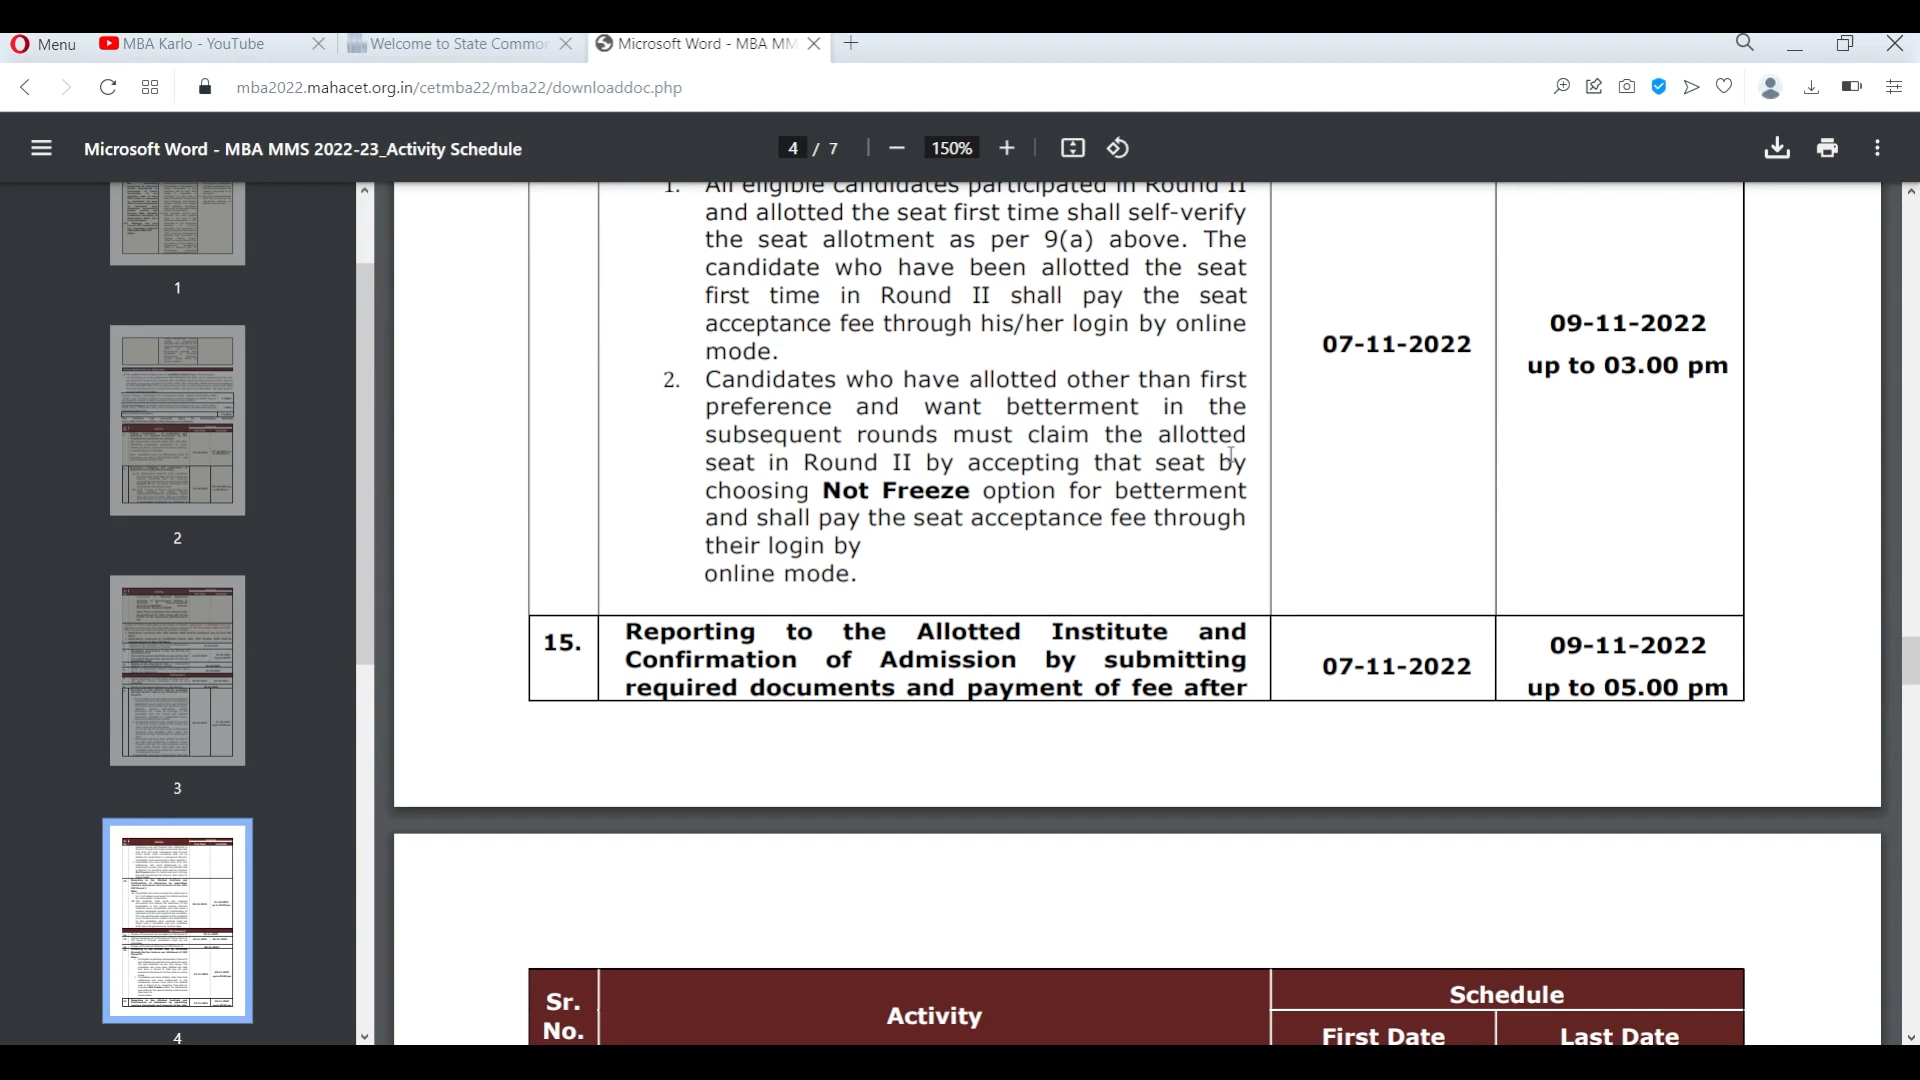 Menu
MBA Karlo - YouTube
Welcome to State Common
Microsoft Word - MBA MM
mba2022.mahacet.org.in/cetmba22/mba22/downloaddoc.php
Microsoft Word - MBA MMS 2022-23_Activity Schedule
4 / 7
150%
1
2
3
4
1. All eligible candidates participated in Round II
and allotted the seat first time shall self-verify
the seat allotment as per 9(a) above. The
candidate who have been allotted the seat
first time in Round II shall pay the seat
acceptance fee through his/her login by online
mode.
2. Candidates who have allotted other than first
preference and want betterment in the
subsequent rounds must claim the allotted
seat in Round II by accepting that seat by
choosing Not Freeze option for betterment
and shall pay the seat acceptance fee through
their login by
online mode.
07-11-2022
09-11-2022
up to 03.00 pm
15.
Reporting to the Allotted Institute and
Confirmation of Admission by submitting
required documents and payment of fee after
07-11-2022
09-11-2022
up to 05.00 pm
Sr.
No.
Activity
Schedule
First Date
Last Date